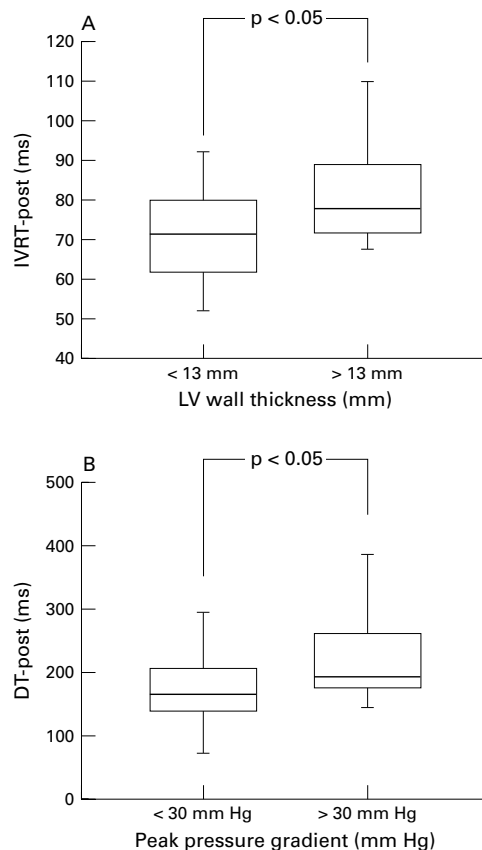 A
p < 0.05
120
110
100
90
80
70
60
50
40
IVRT-post (ms)
< 13 mm
> 13 mm
LV wall thickness (mm)
B
p < 0.05
500
400
300
200
100
0
DT-post (ms)
< 30 mm Hg
> 30 mm Hg
Peak pressure gradient (mm Hg)